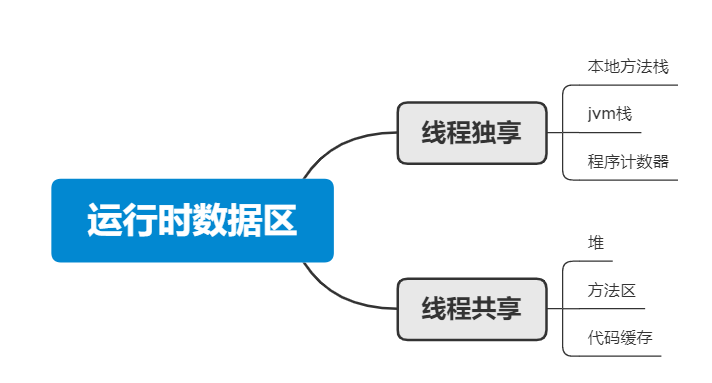 运行时数据区
线程独享
本地方法栈
jvm栈
程序计数器
线程共享
堆
方法区
代码缓存